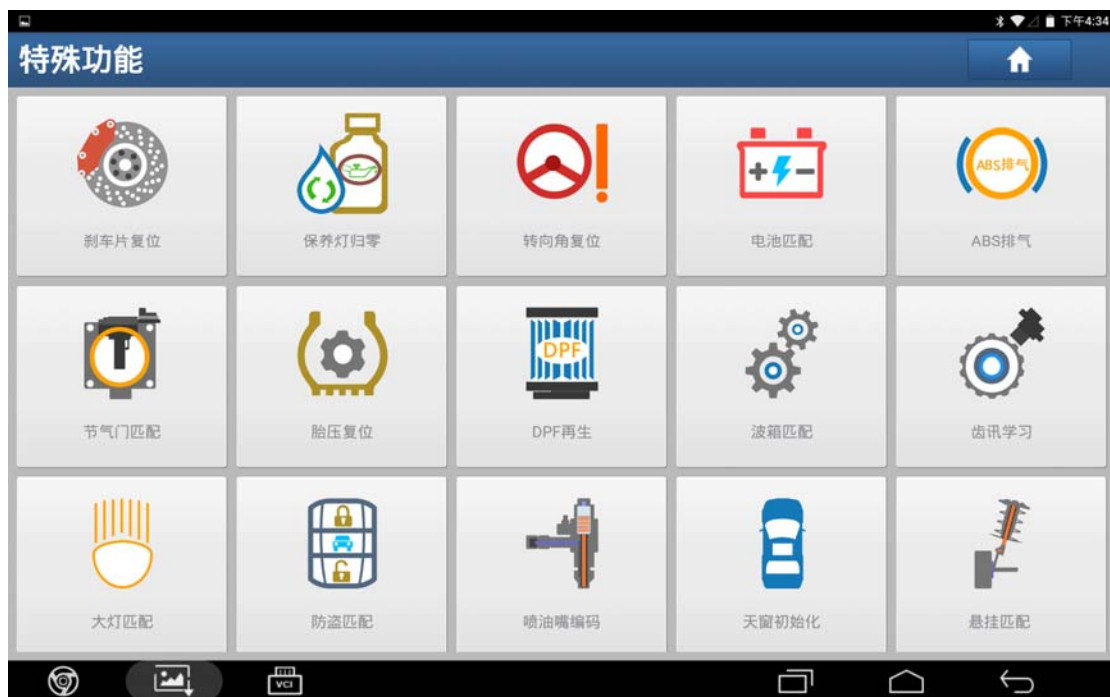 下午4:34
特殊功能
ABS排气
刹车片复位
保养灯归零
转向角复位
电池匹配
ABS排气
DPF
节气门匹配
胎压复位
DPF再生
波箱匹配
齿讯学习
大灯匹配
防盗匹配
喷油嘴编码
天窗初始化
悬挂匹配
VCI